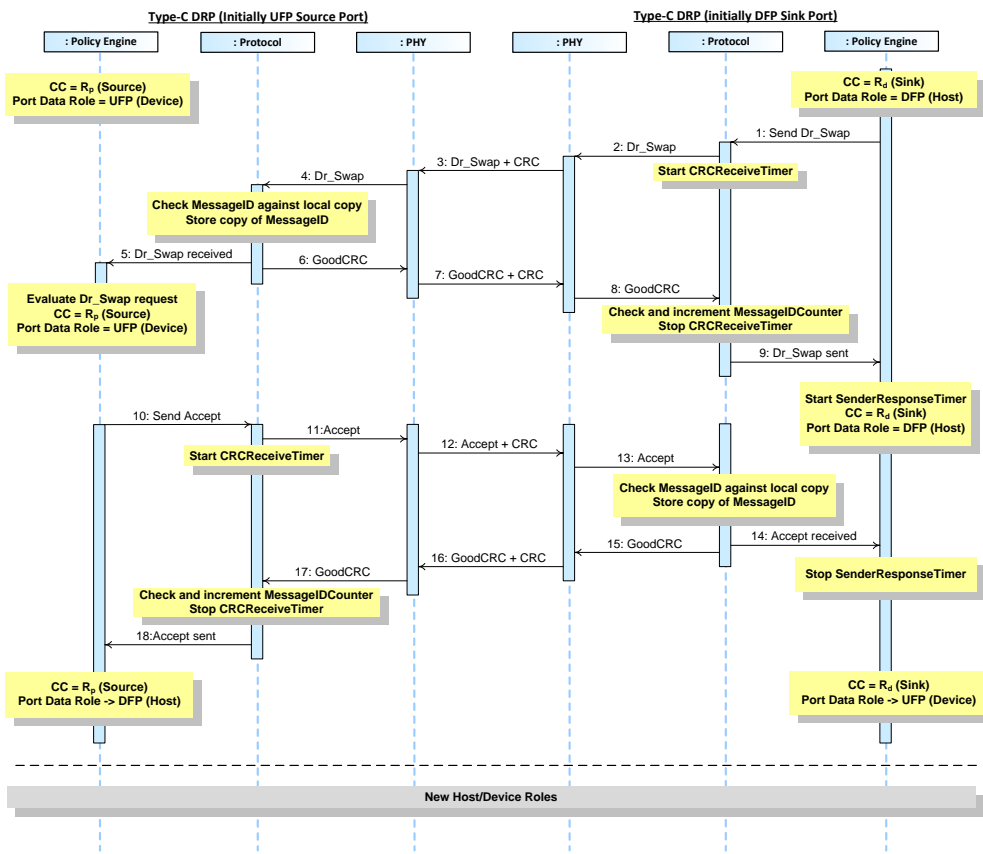 Type-C DRP (Initially UFP Source Port)
Type-C DRP (initially DFP Sink Port)
: Policy Engine
: Protocol
: PHY
: PHY
: Protocol
: Policy Engine
CC = Rp (Source)
Port Data Role = UFP (Device)
CC = Rd (Sink)
Port Data Role = DFP (Host)
1: Send Dr_Swap
2: Dr_Swap
Start CRCReceiveTimer
3: Dr_Swap + CRC
4: Dr_Swap
Check MessageID against local copy
Store copy of MessageID
5: Dr_Swap received
6: GoodCRC
7: GoodCRC + CRC
8: GoodCRC
Evaluate Dr_Swap request
CC = Rp (Source)
Port Data Role = UFP (Device)
Check and increment MessageIDCounter
Stop CRCReceiveTimer
9: Dr_Swap sent
Start SenderResponseTimer
CC = Rd (Sink)
Port Data Role = DFP (Host)
10: Send Accept
11:Accept
Start CRCReceiveTimer
12: Accept + CRC
13: Accept
Check MessageID against local copy
Store copy of MessageID
14: Accept received
15: GoodCRC
16: GoodCRC + CRC
17: GoodCRC
Stop SenderResponseTimer
Check and increment MessageIDCounter
Stop CRCReceiveTimer
18:Accept sent
CC = Rp (Source)
Port Data Role -> DFP (Host)
CC = Rd (Sink)
Port Data Role -> UFP (Device)
New Host/Device Roles